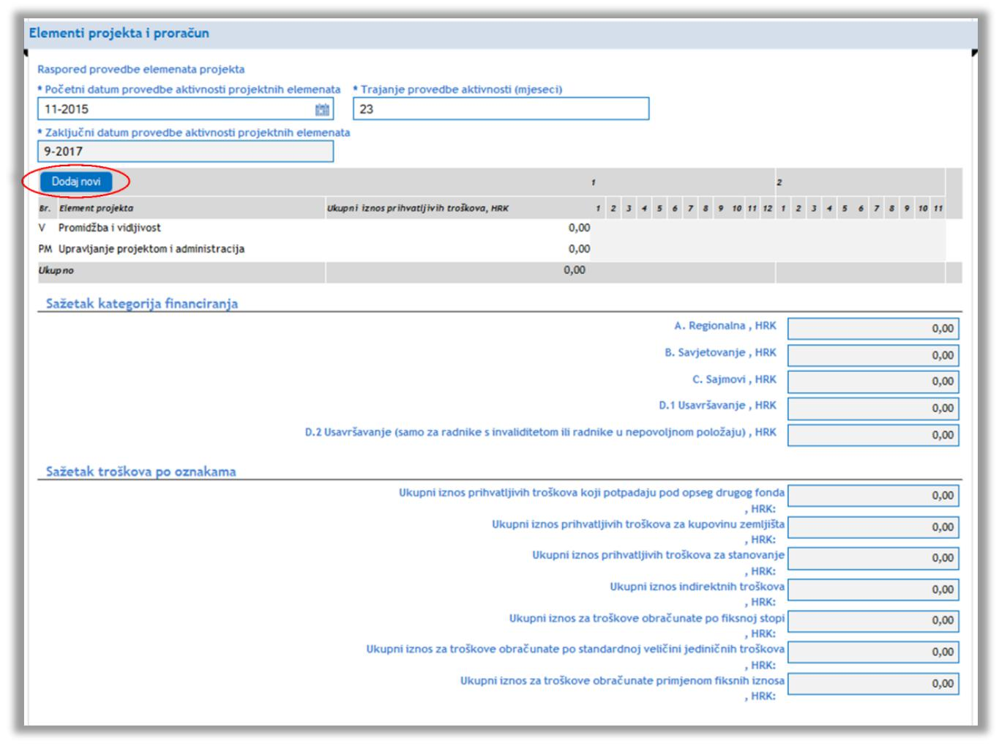 Elementi projekta i proračun
Raspored provedbe elemenata projekta
* Početni datum provedbe aktivnosti projektnih elemenata * Trajanje provedbe aktivnosti (mjeseci)
11-2015 23
* Zaključni datum provedbe aktivnosti projektnih elemenata
9-2017
Dodaj novi 1 2
Br. Element projekta Ukupni iznos prihvatljivih troškova, HRK 1 2 3 4 5 6 7 8 9 10 11 12 1 2 3 4 5 6 7 8 9 10 11
V Promidžba i vidljivost 0,00
PM Upravljanje projektom i administracija 0,00
Ukupno 0,00
Sažetak kategorija financiranja
A. Regionalna , HRK 0,00
B. Savjetovanje , HRK 0,00
C. Sajmovi , HRK 0,00
D.1 Usavršavanje , HRK 0,00
D.2 Usavršavanje (samo za radnike s invaliditetom ili radnike u nepovoljnom položaju) , HRK 0,00
Sažetak troškova po oznakama
Ukupni iznos prihvatljivih troškova koji potpadaju pod opseg drugog fonda 0,00
, HRK:
Ukupni iznos prihvatljivih troškova za kupovinu zemljišta 0,00
, HRK:
Ukupni iznos prihvatljivih troškova za stanovanje 0,00
, HRK:
Ukupni iznos indirektnih troškova 0,00
, HRK:
Ukupni iznos za troškove obračunate po fiksnoj stopi 0,00
, HRK:
Ukupni iznos za troškove obračunate po standardnoj veličini jediničnih troškova 0,00
, HRK:
Ukupni iznos za troškove obračunate primjenom fiksnih iznosa 0,00
, HRK: